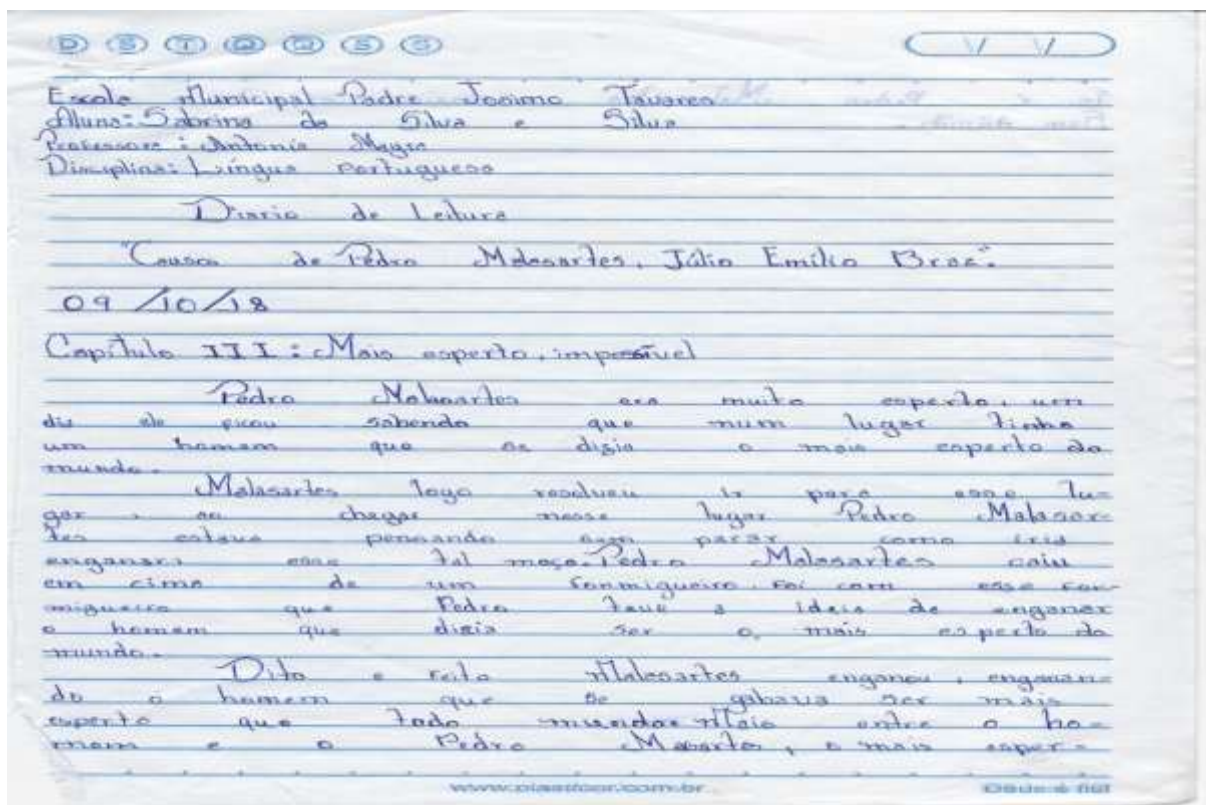 D S T Q Q S S
Escola Municipal Padre Josimo Tavares
Aluna: Sabrina da Silva e Silva
Professora: Antonia
Disciplina: Língua Portuguesa
Diario de Leitura
"Causos de Pedro Malasartes, Júlio Emílio Braz".
09/10/18
Capítulo III: Mais esperto, impossível
Pedro Malasartes era muito esperto, um
dia ele ficou sabendo que num lugar tinha
um homem que se disia o mais esperto do
mundo.
Malasartes logo resolveu ir para esse lu-
gar, ao chegar nesse lugar Pedro Malasar-
tes estava pensando sem parar como iria
enganar esse tal moço. Pedro Malasartes caiu
em cima de um formigueiro. Foi com esse for-
migueiro que Pedro teve a ideia de enganar
o homem que disia ser o mais esperto do
mundo.
Dito e feito Malasartes enganou, enganan-
do o homem que se gabava ser mais
esperto que todo mundo. Mais entre o ho-
mem e o Pedro Masartes, o mais esper-
www.plasticor.com.br